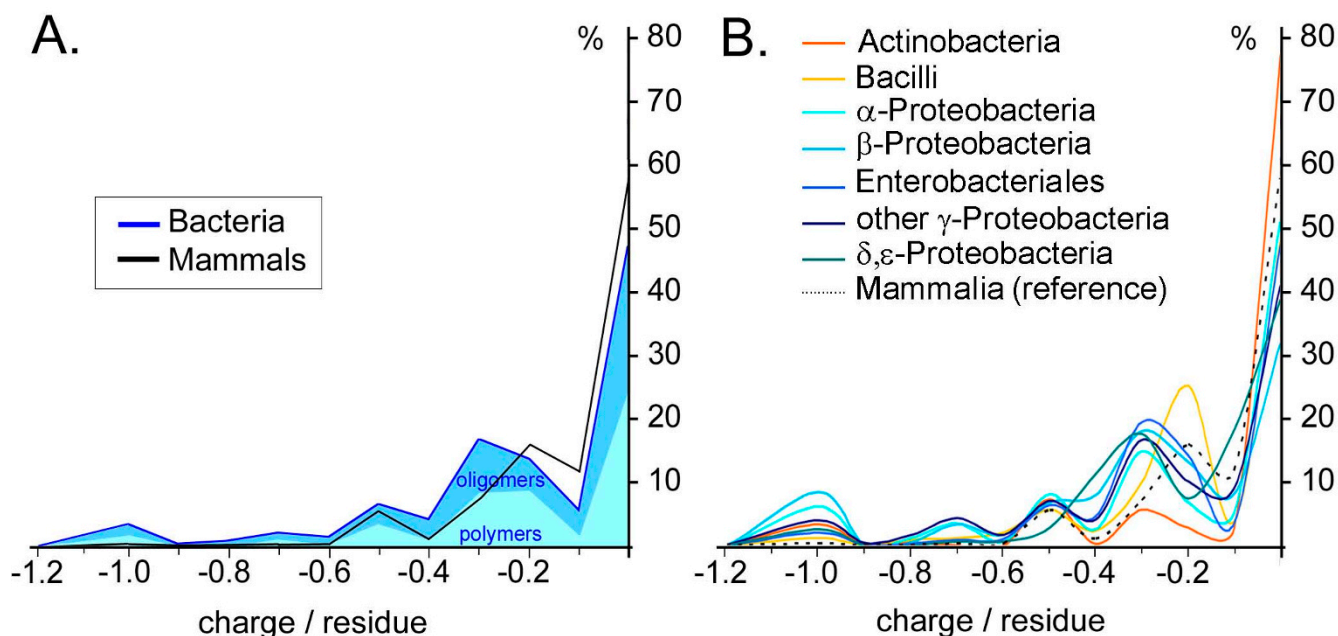 A.
%
80
70
60
50
40
30
20
10
Bacteria
Mammals
oligomers
polymers
-1.2 -1.0 -0.8 -0.6 -0.4 -0.2
charge / residue
B.
%
80
70
60
50
40
30
20
10
Actinobacteria
Bacilli
α-Proteobacteria
β-Proteobacteria
Enterobacteriales
other γ-Proteobacteria
δ,ε-Proteobacteria
Mammalia (reference)
-1.2 -1.0 -0.8 -0.6 -0.4 -0.2
charge / residue